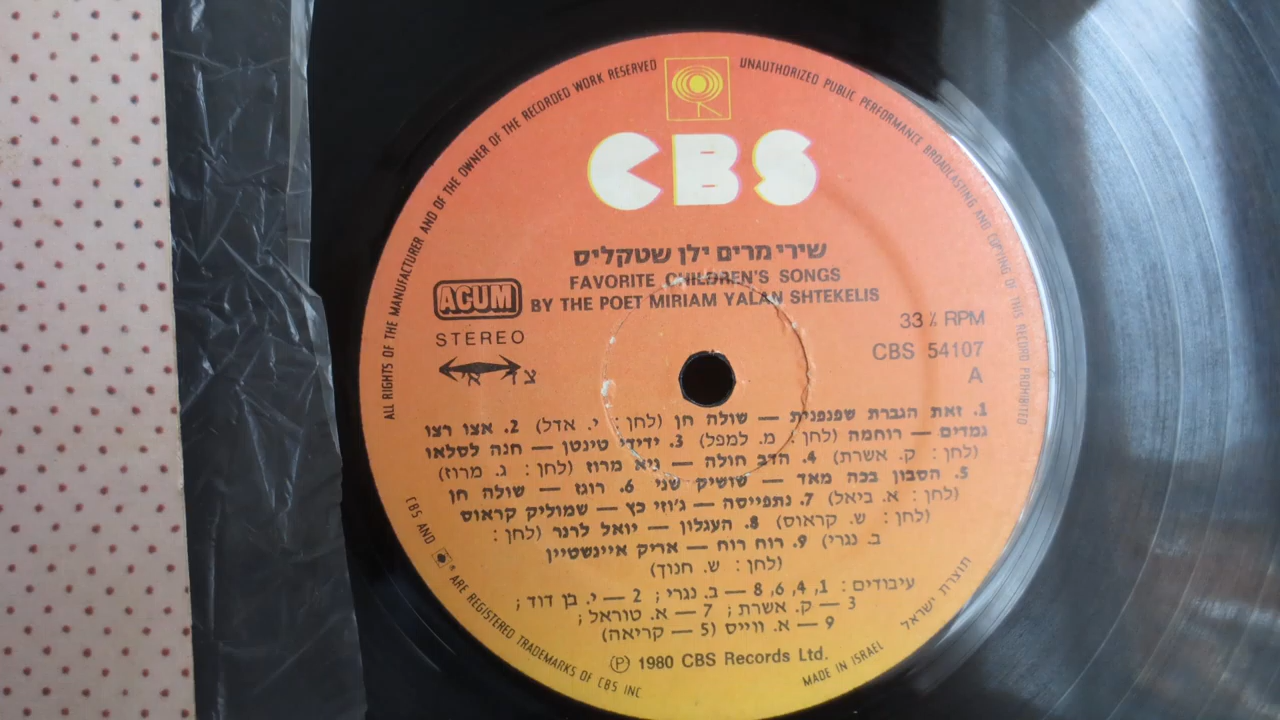 ALL RIGHTS OF THE MANUFACTURER AND OF THE OWNER OF THE RECORDED WORK RESERVED
UNAUTHORIZED PUBLIC PERFORMANCE BROADCASTING AND COPYING OF THIS RECORD PROHIBITED
CBS
שירי מרים ילן שטקליס
FAVORITE CHILDREN'S SONGS
BY THE POET MIRIAM YALAN SHTEKELIS
ACUM
STEREO
צד א׳
33 ⅓ RPM
CBS 54107
A
1. זאת הגברת שפנפנית — שולה חן (לחן: י. אדל) 2. אצו רצו
גמדים — רוחמה (לחן: מ. למפל) 3. ידידי טינטן — חנה לסלאו
(לחן: ק. אשרת) 4. הדב חולה — גיא מרוז (לחן: ג. מרוז)
5. הסבון בכה מאד — שושיק שני 6. רוגז — שולה חן
(לחן: א. ביאל) 7. נתפייסה — ג'וזי כץ — שמוליק קראוס
(לחן: ש. קראוס) 8. העגלון — יואל לרנר (לחן:
ב. נגרי) 9. רוח רוח — אריק איינשטיין
(לחן: ש. חנוך)
עיבודים: 1, 4, 6, 8 — ב. נגרי; 2 — י. בן דוד;
3 — ק. אשרת; 7 — א. טוראל;
9 — א. ווייס (5 — קריאה)
Ⓟ 1980 CBS Records Ltd.
CBS AND ® ARE REGISTERED TRADEMARKS OF CBS INC
MADE IN ISRAEL
תוצרת ישראל